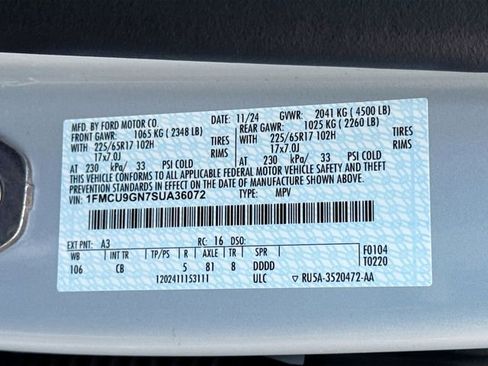 MFD. BY FORD MOTOR CO. 11/24 GVWR: 2041 KG ( 4500 LB)
FRONT GAWR: 1065 KG ( 2348 LB) REAR GAWR: 1025 KG ( 2260 LB)
WITH 225/65R17 102H TIRES WITH 225/65R17 102H TIRES
17x7.0J RIMS 17x7.0J RIMS
AT 230 kPa/ 33 PSI COLD AT 230 kPa/ 33 PSI COLD
THIS VEHICLE CONFORMS TO ALL APPLICABLE FEDERAL MOTOR VEHICLE SAFETY AND THEFT PREVENTION STANDARDS IN EFFECT ON THE DATE OF
MANUFACTURE SHOWN ABOVE.
VIN: 1FMCU9GN7SUA36072 TYPE: MPV
EXT PNT: A3 RC: 16 DSO: F0104
WB INT TR TP/PS R AXLE TR SPR T0220
106 CB 5 81 8 DDDD
1202411153111 ULC RU5A-3520472-AA